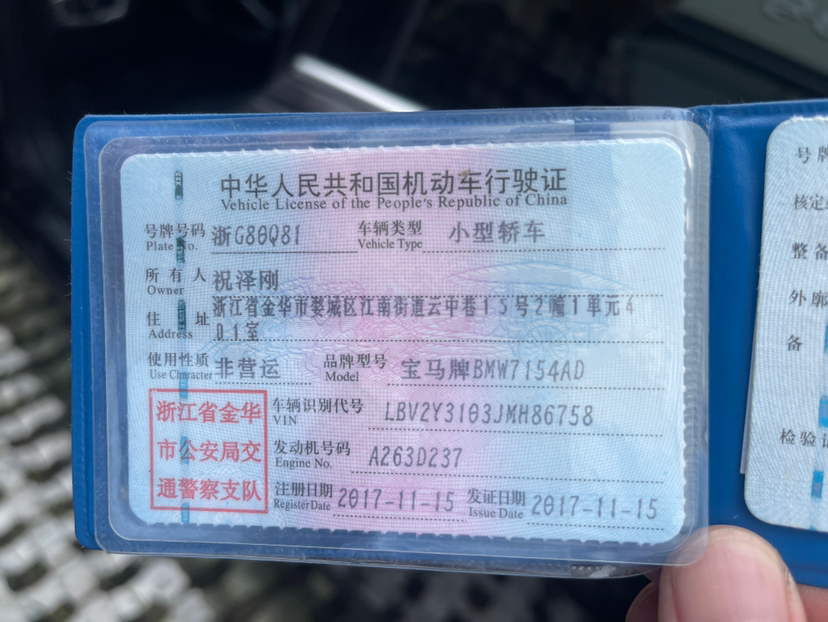 中华人民共和国机动车行驶证
Vehicle License of the People's Republic of China
号牌号码 浙G80Q81 车辆类型 小型轿车
Plate No. Vehicle Type
所有人 祝泽刚
Owner
住址 浙江省金华市婺城区江南街道云中巷15号2幢1单元4
Address 01室
使用性质 非营运 品牌型号 宝马牌BMW7154AD
Use Character Model
浙江省金华
市公安局交
通警察支队
车辆识别代号 LBV2Y3103JMH86758
VIN
发动机号码 A263D237
Engine No.
注册日期 2017-11-15 发证日期 2017-11-15
Register Date Issue Date
号牌
核定
整备
外廓
备
检验